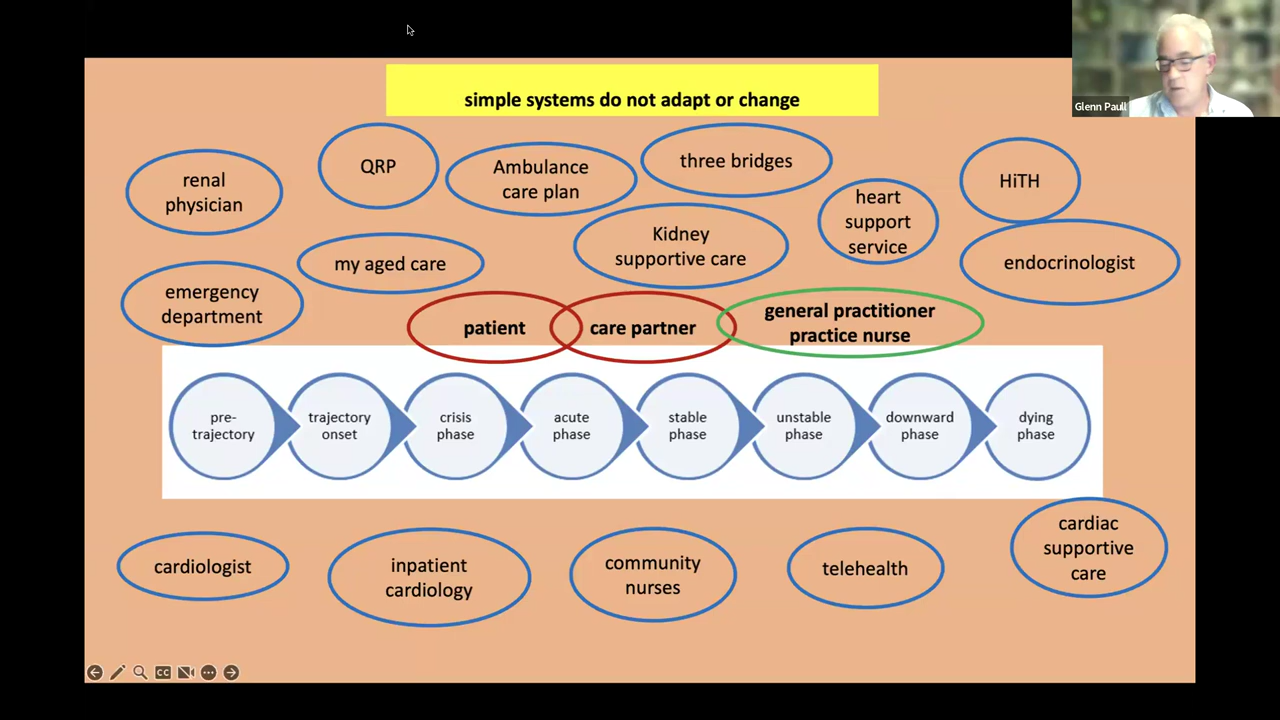 simple systems do not adapt or change
Glenn Paull
renal
physician
QRP
Ambulance
care plan
three bridges
heart
support
service
HiTH
my aged care
Kidney
supportive care
endocrinologist
emergency
department
patient
care partner
general practitioner
practice nurse
pre-
trajectory
trajectory
onset
crisis
phase
acute
phase
stable
phase
unstable
phase
downward
phase
dying
phase
cardiologist
inpatient
cardiology
community
nurses
telehealth
cardiac
supportive
care
CC